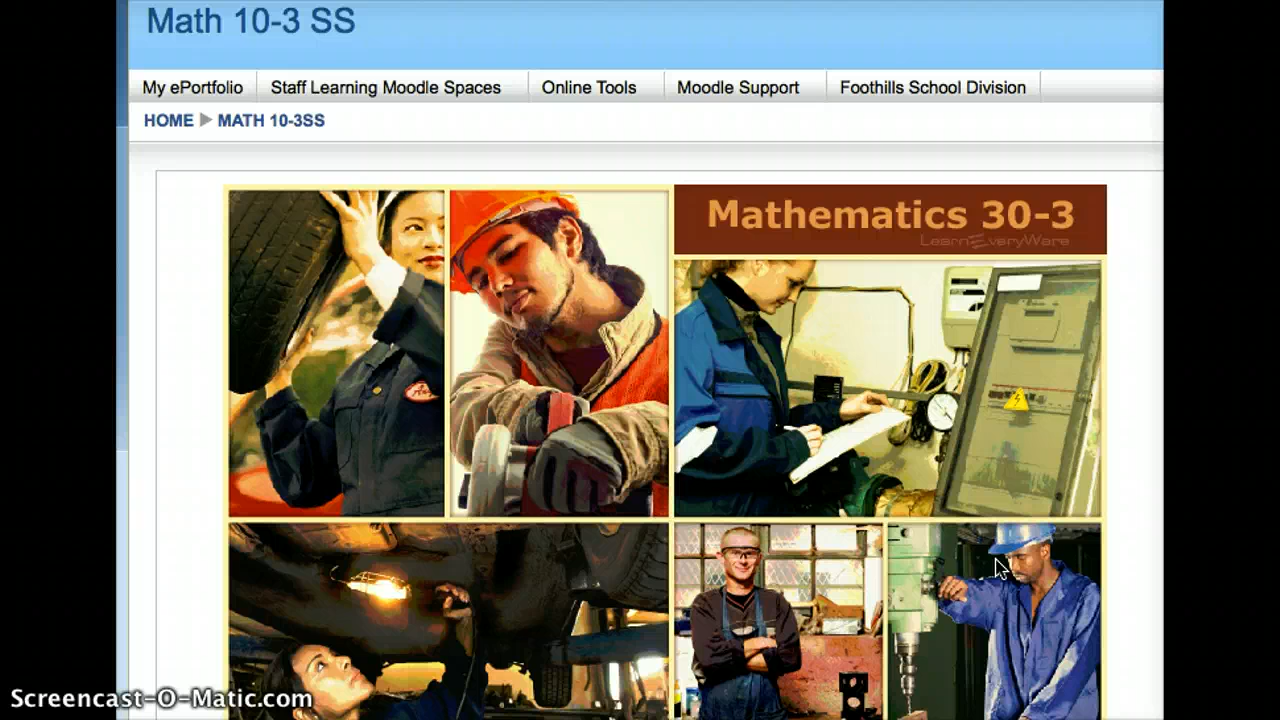 Math 10-3 SS
My ePortfolio Staff Learning Moodle Spaces Online Tools Moodle Support Foothills School Division
HOME ▶ MATH 10-3SS
Mathematics 30-3
LearnEveryWare
Screencast-O-Matic.com